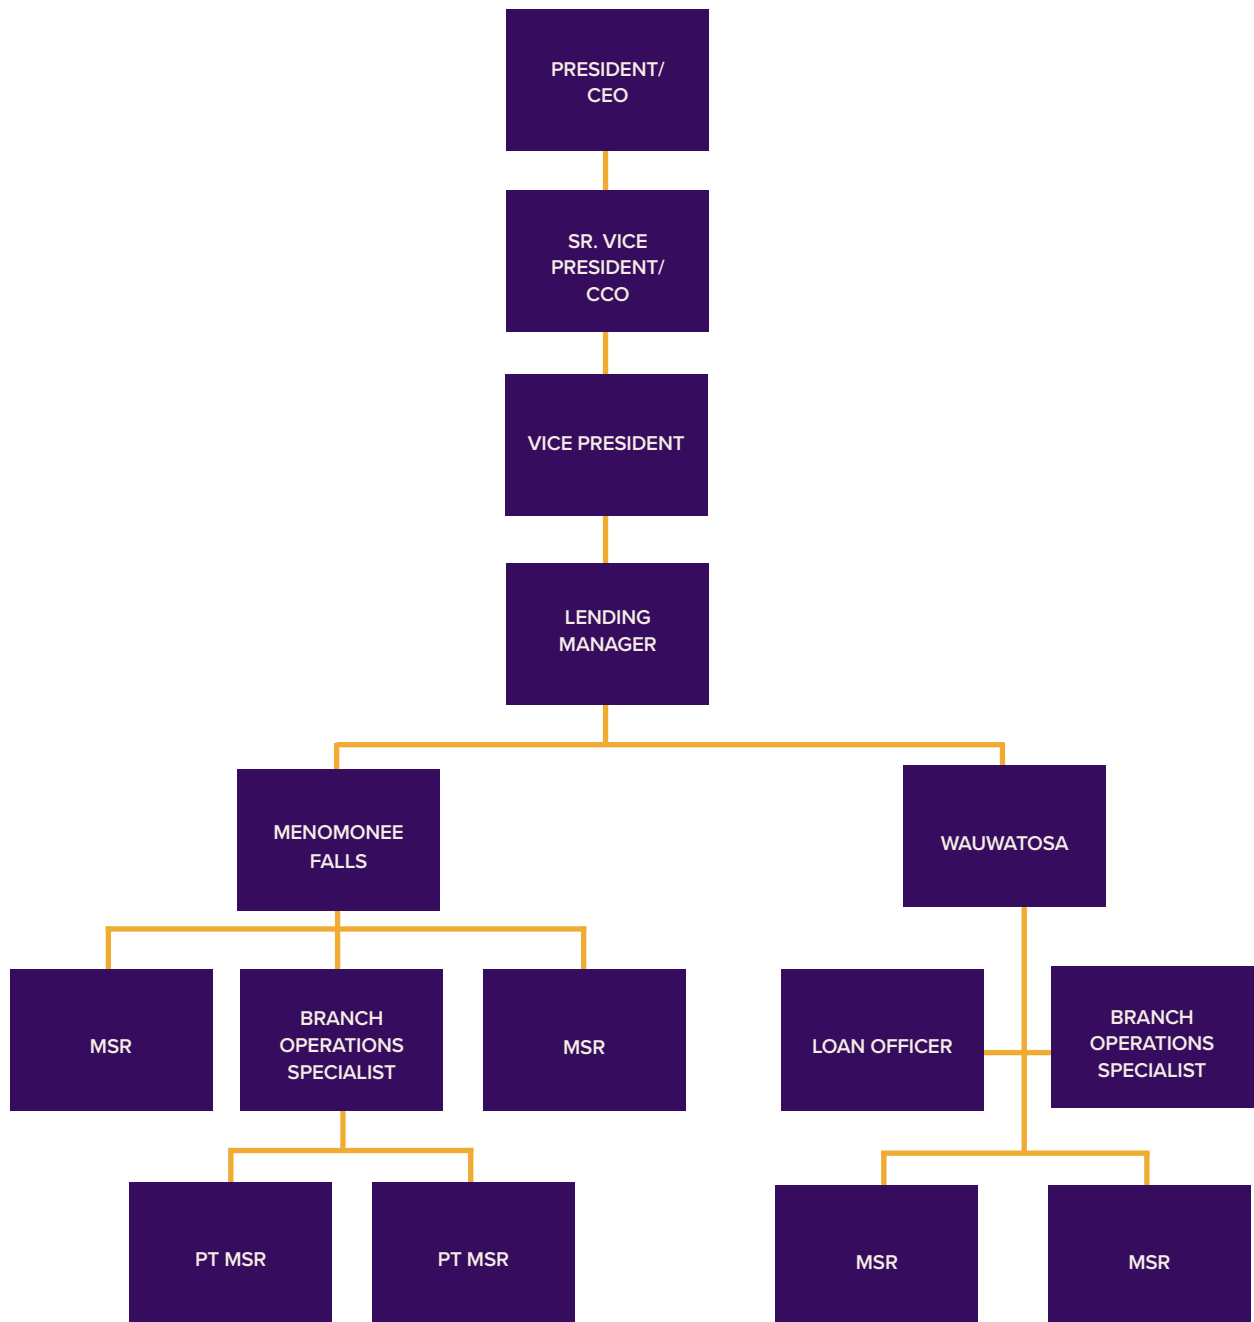 PRESIDENT/
CEO
SR. VICE
PRESIDENT/
CCO
VICE PRESIDENT
LENDING
MANAGER
MENOMONEE
FALLS
WAUWATOSA
MSR
BRANCH
OPERATIONS
SPECIALIST
MSR
LOAN OFFICER
BRANCH
OPERATIONS
SPECIALIST
PT MSR
PT MSR
MSR
MSR